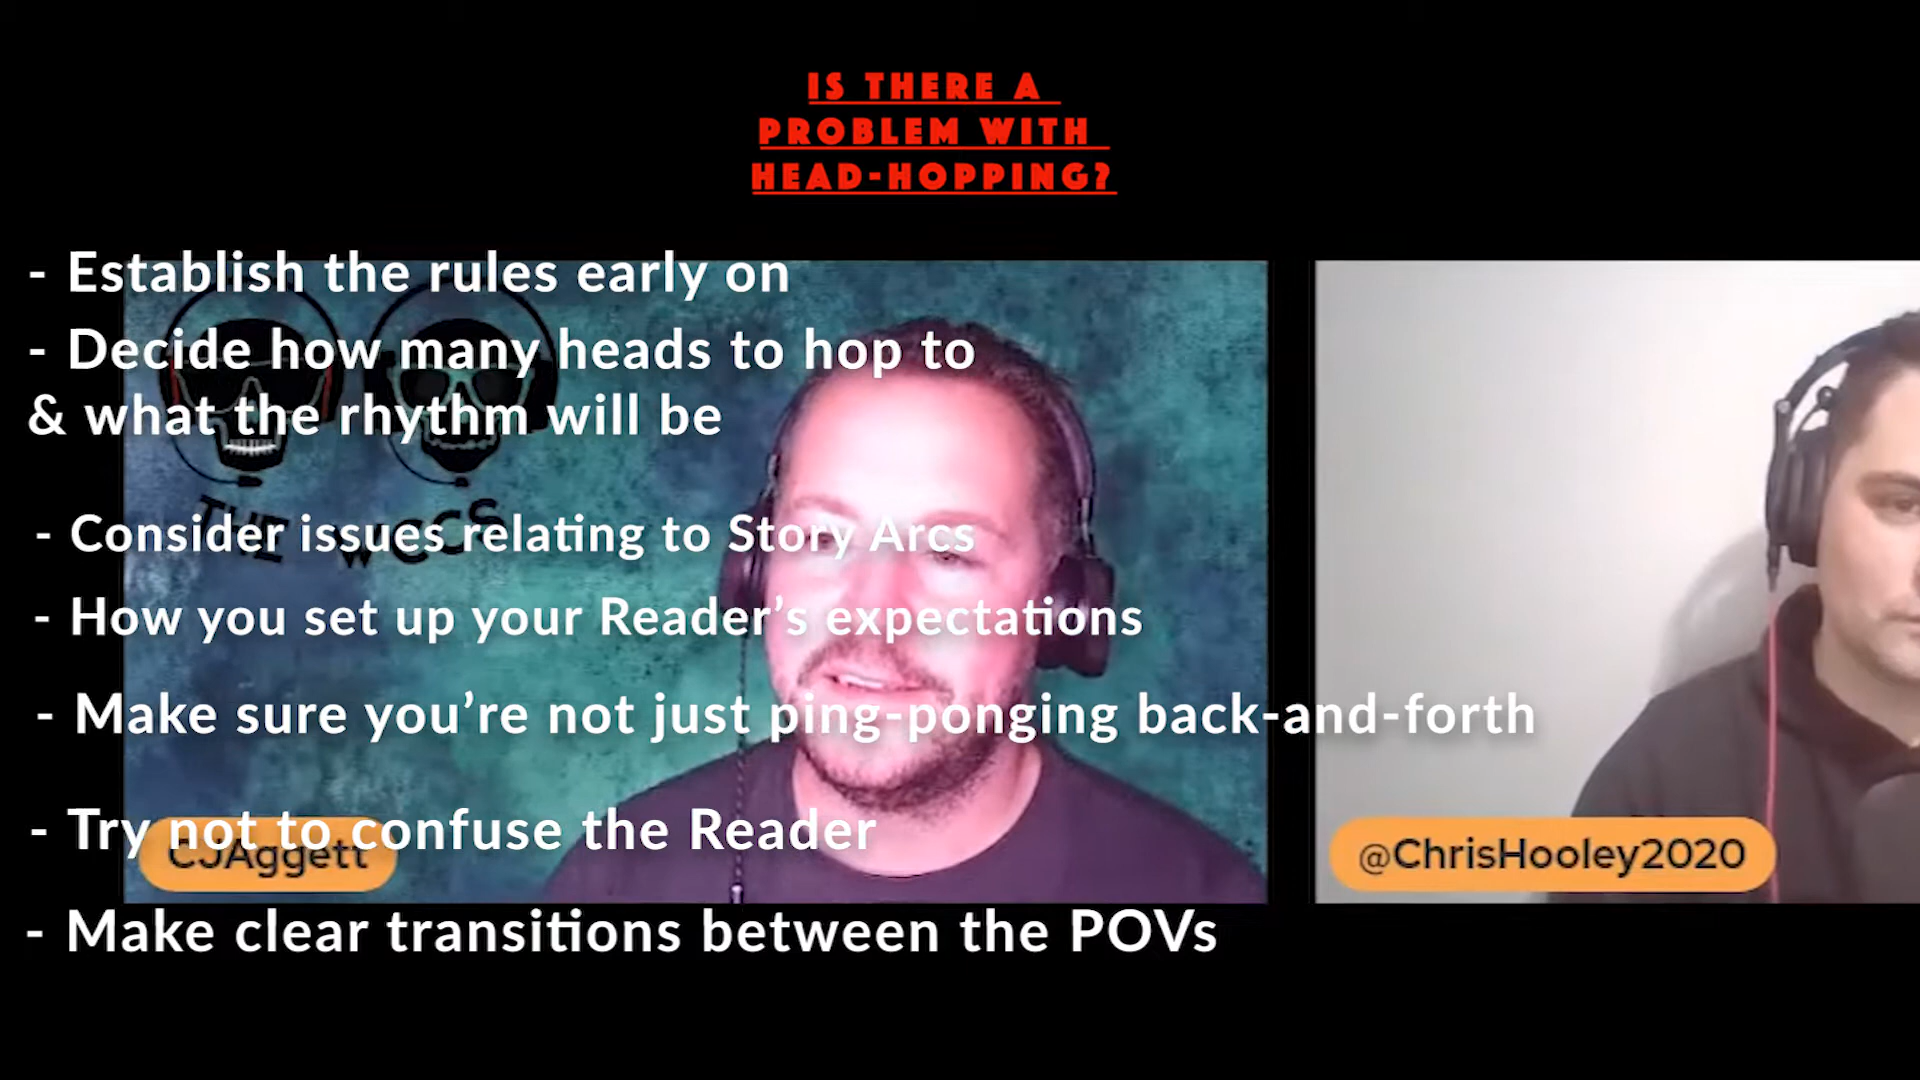 IS THERE A
PROBLEM WITH
HEAD-HOPPING?
- Establish the rules early on
- Decide how many heads to hop to
& what the rhythm will be
- Consider issues relating to Story Arcs
THE WGCS
- How you set up your Reader’s expectations
- Make sure you’re not just ping-ponging back-and-forth
- Try not to confuse the Reader
CJAggett
@ChrisHooley2020
- Make clear transitions between the POVs